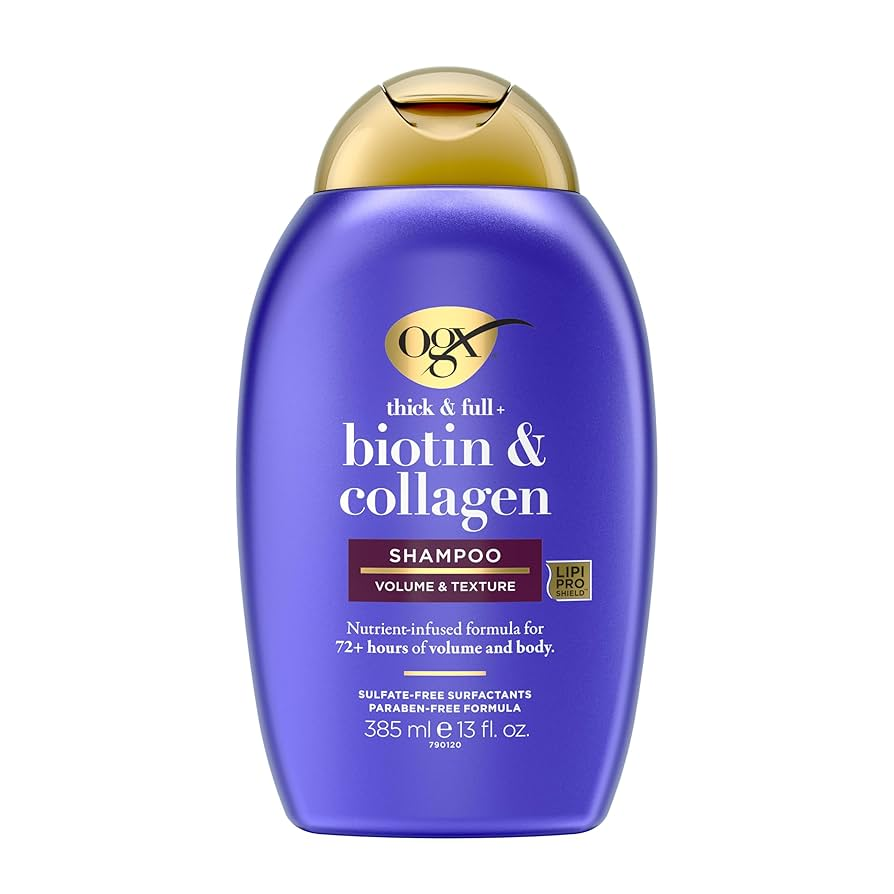 ogx
thick & full +
biotin &
collagen
SHAMPOO
VOLUME & TEXTURE
LIPI
PRO
SHIELD™
Nutrient-infused formula for
72+ hours of volume and body.
SULFATE-FREE SURFACTANTS
PARABEN-FREE FORMULA
385 ml ℮ 13 fl. oz.
790120